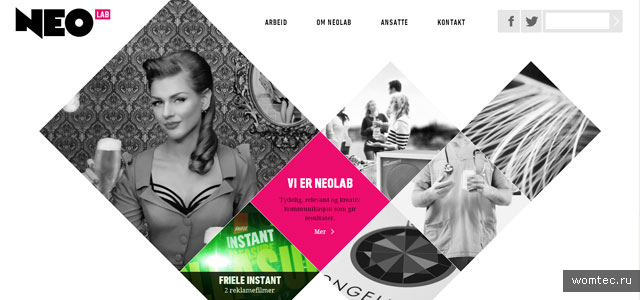 NEO LAB
ARBEID OM NEOLAB ANSATTE KONTAKT
VI ER NEOLAB
Tydelig, relevant og kreativ
kommunikasjon som gir
resultater.
Mer
INSTANT
FRIELE INSTANT
2 reklamefilmer
womtec.ru